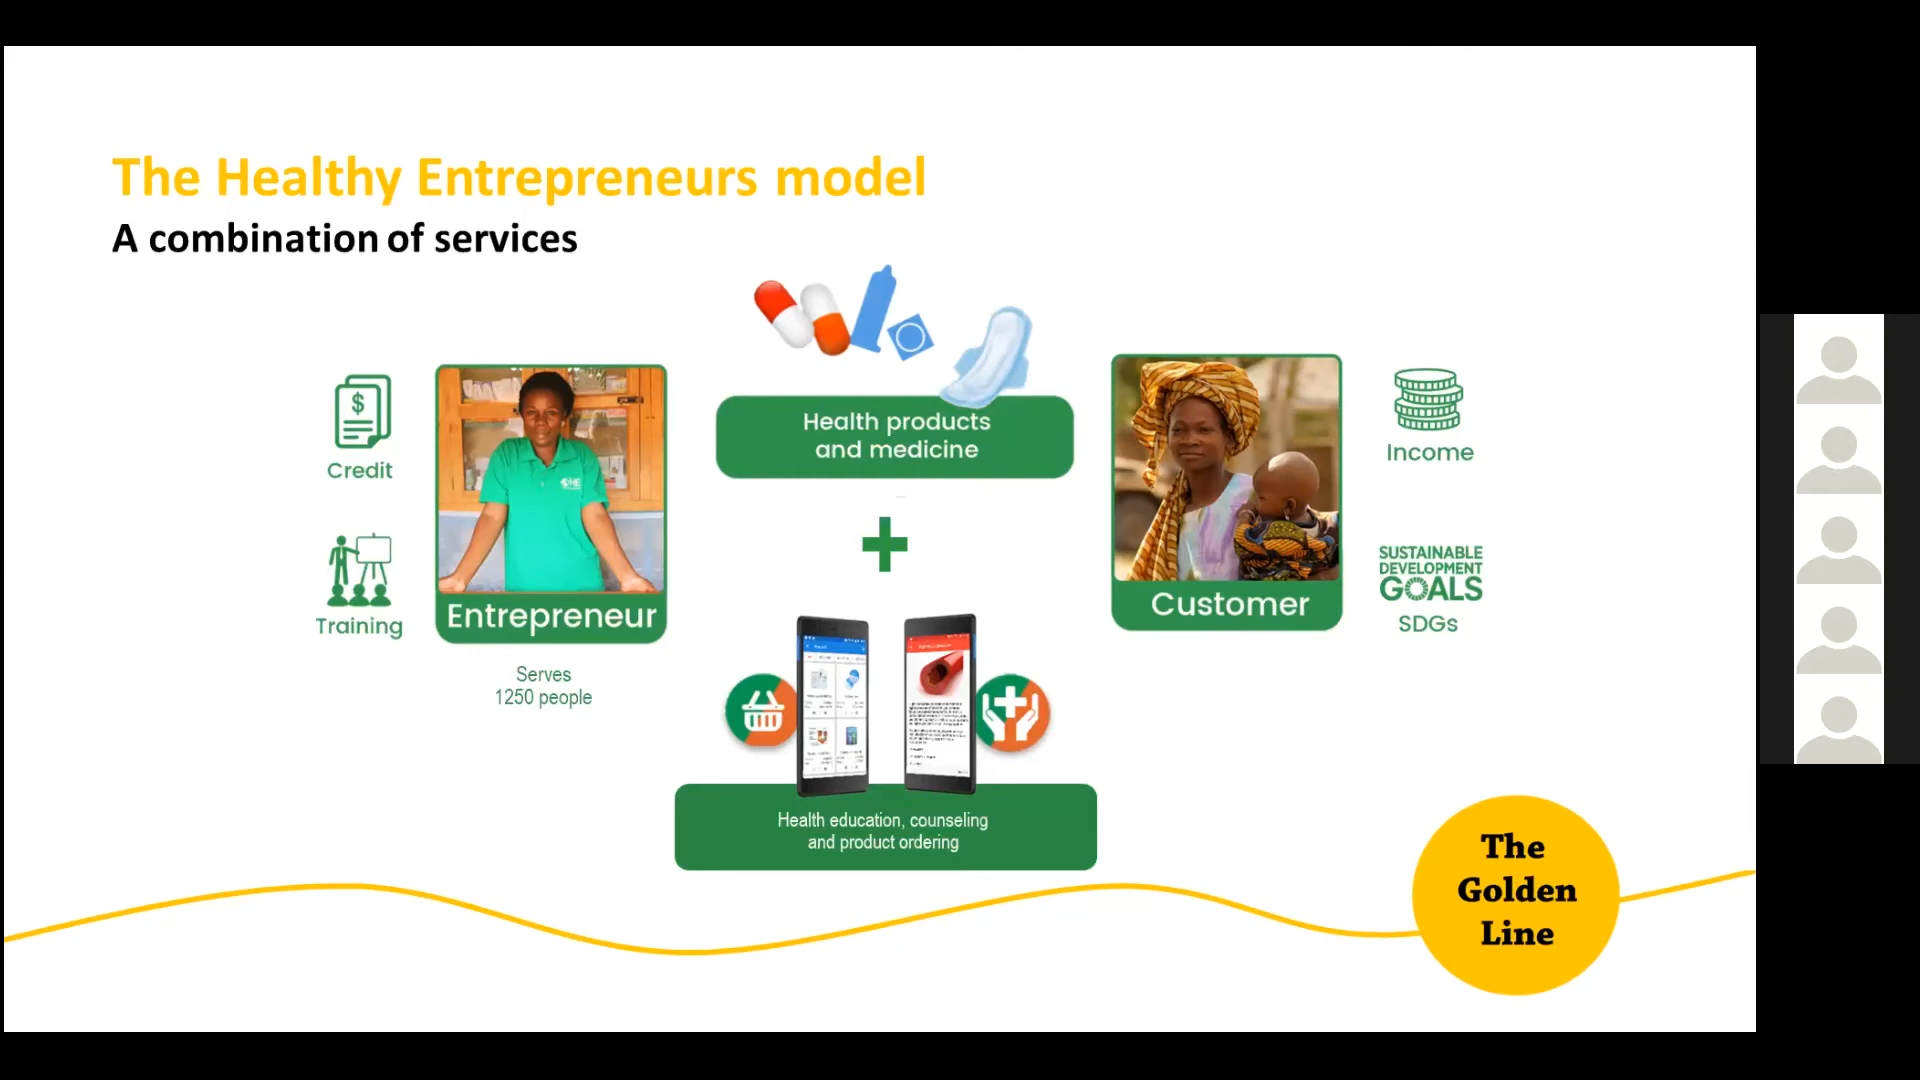 The Healthy Entrepreneurs model
A combination of services
Credit
Training
HE
Entrepreneur
Serves
1250 people
Health products
and medicine
Health education, counseling
and product ordering
Customer
Income
SUSTAINABLE
DEVELOPMENT
GOALS
SDGs
The
Golden
Line